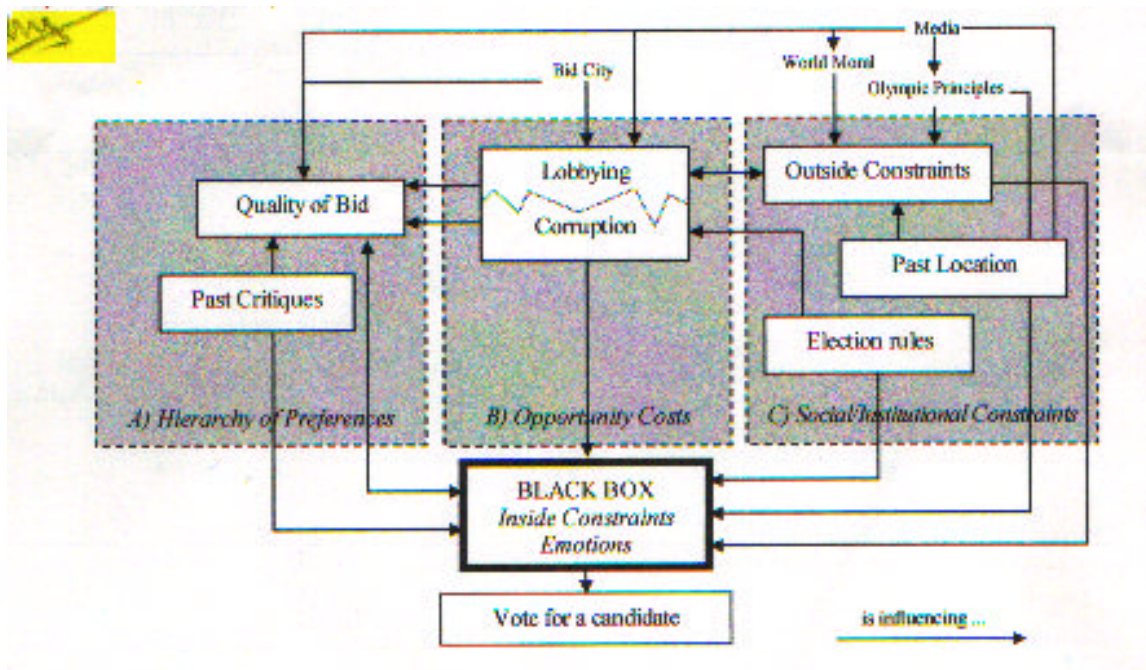 Media
World Moral
Bid City
Olympic Principles
Lobbying
Corruption
Outside Constraints
Quality of Bid
Past Location
Past Critiques
Election rules
A) Hierarchy of Preferences
B) Opportunity Costs
C) Social/Institutional Constraints
BLACK BOX
Inside Constraints
Emotions
Vote for a candidate
is influencing ...